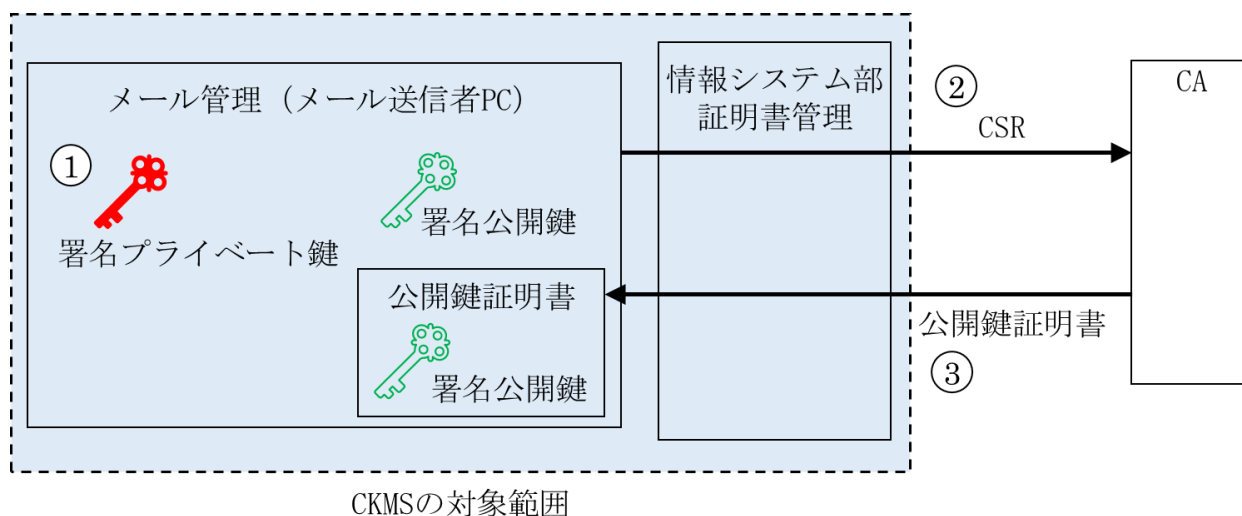 メール管理（メール送信者PC）
①
署名プライベート鍵
署名公開鍵
公開鍵証明書
署名公開鍵
情報システム部
証明書管理
②
CSR
CA
公開鍵証明書
③
CKMSの対象範囲